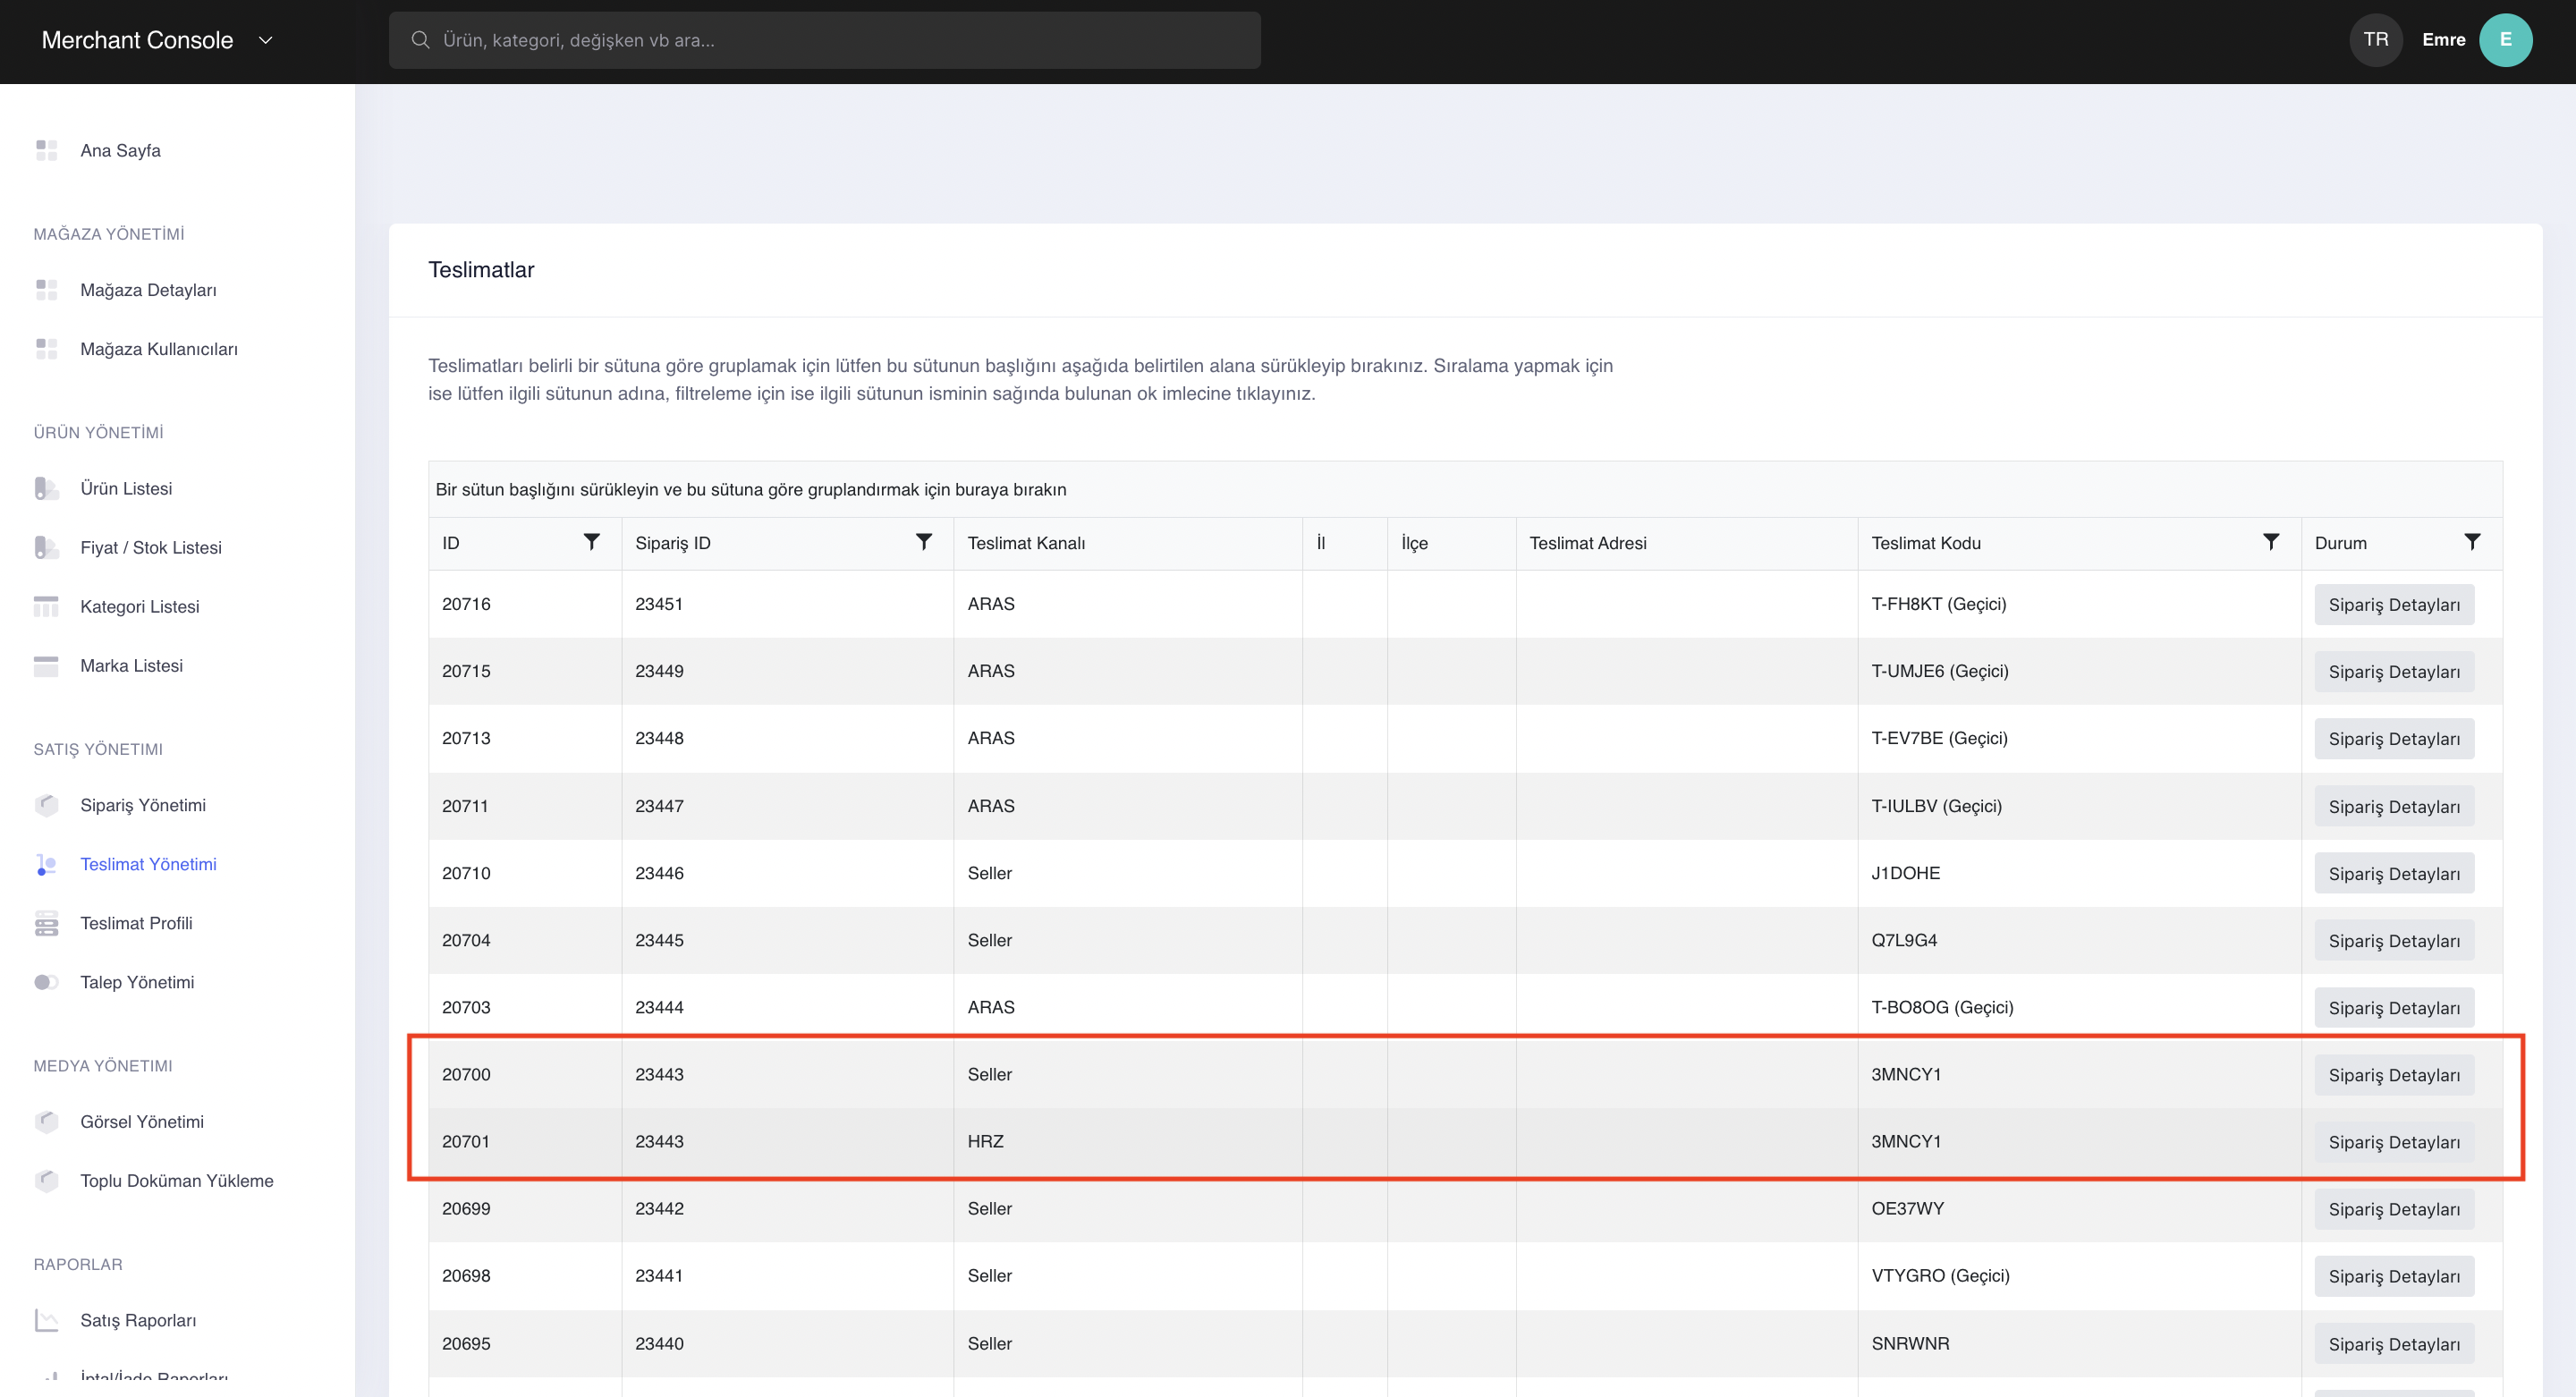 Merchant Console
Ürün, kategori, değişken vb ara...
TR
Emre
E
Ana Sayfa
MAĞAZA YÖNETİMİ
Mağaza Detayları
Mağaza Kullanıcıları
ÜRÜN YÖNETİMİ
Ürün Listesi
Fiyat / Stok Listesi
Kategori Listesi
Marka Listesi
SATIŞ YÖNETIMI
Sipariş Yönetimi
Teslimat Yönetimi
Teslimat Profili
Talep Yönetimi
MEDYA YÖNETIMI
Görsel Yönetimi
Toplu Doküman Yükleme
RAPORLAR
Satış Raporları
İptal/İade Raporları
Teslimatlar
Teslimatları belirli bir sütuna göre gruplamak için lütfen bu sütunun başlığını aşağıda belirtilen alana sürükleyip bırakınız. Sıralama yapmak için
ise lütfen ilgili sütunun adına, filtreleme için ise ilgili sütunun isminin sağında bulunan ok imlecine tıklayınız.
Bir sütun başlığını sürükleyin ve bu sütuna göre gruplandırmak için buraya bırakın
ID Sipariş ID Teslimat Kanalı İl İlçe Teslimat Adresi Teslimat Kodu Durum
20716 23451 ARAS T-FH8KT (Geçici) Sipariş Detayları
20715 23449 ARAS T-UMJE6 (Geçici) Sipariş Detayları
20713 23448 ARAS T-EV7BE (Geçici) Sipariş Detayları
20711 23447 ARAS T-IULBV (Geçici) Sipariş Detayları
20710 23446 Seller J1DOHE Sipariş Detayları
20704 23445 Seller Q7L9G4 Sipariş Detayları
20703 23444 ARAS T-BO8OG (Geçici) Sipariş Detayları
20700 23443 Seller 3MNCY1 Sipariş Detayları
20701 23443 HRZ 3MNCY1 Sipariş Detayları
20699 23442 Seller OE37WY Sipariş Detayları
20698 23441 Seller VTYGRO (Geçici) Sipariş Detayları
20695 23440 Seller SNRWNR Sipariş Detayları